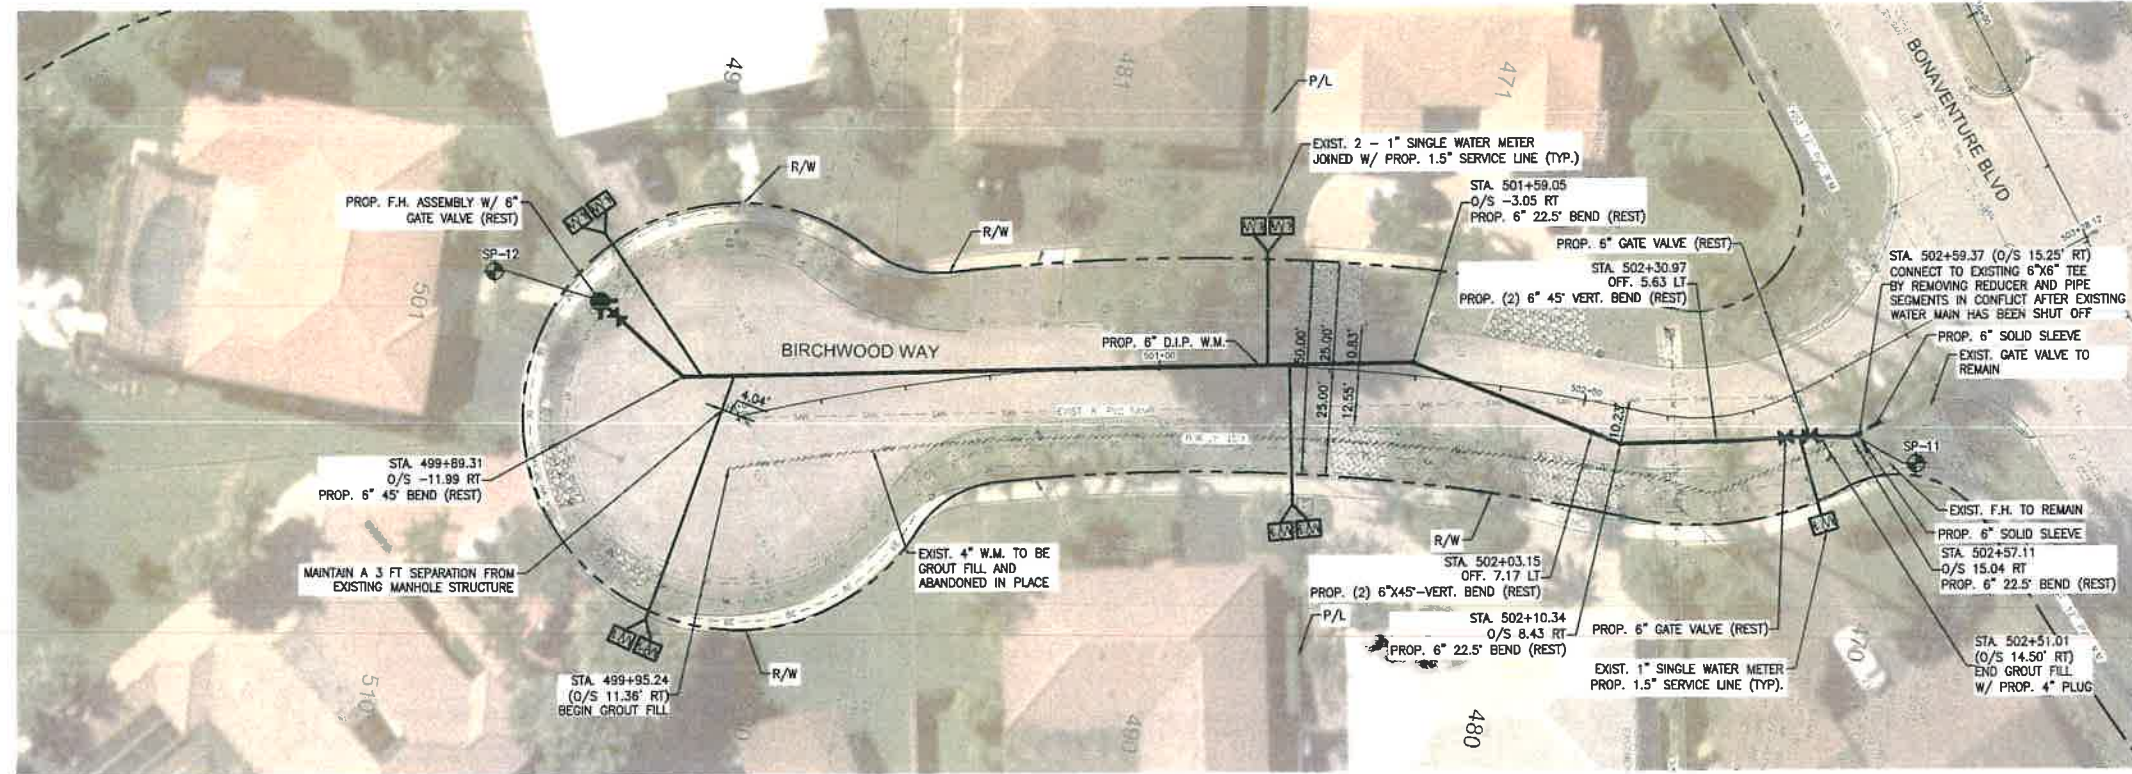 BONAVENTURE BLVD
503+28.12
481
471
P/L
R/W
EXIST. 2 - 1" SINGLE WATER METER
JOINED W/ PROP. 1.5" SERVICE LINE (TYP.)
PROP. F.H. ASSEMBLY W/ 6"
GATE VALVE (REST)
STA. 501+59.05
O/S -3.05 RT
PROP. 6" 22.5° BEND (REST)
R/W
PROP. 6" GATE VALVE (REST)
SP-12
STA. 502+30.97
OFF. 5.63 LT
PROP. (2) 6" 45° VERT. BEND (REST)
STA. 502+59.37 (O/S 15.25' RT)
CONNECT TO EXISTING 6"X6" TEE
BY REMOVING REDUCER AND PIPE
SEGMENTS IN CONFLICT AFTER EXISTING
WATER MAIN HAS BEEN SHUT OFF
501
BIRCHWOOD WAY
PROP. 6" D.I.P. W.M.
501+00
50.00'
25.00'
10.83'
25.00'
12.55'
PROP. 6" SOLID SLEEVE
EXIST. GATE VALVE TO
REMAIN
4.04'
502+00
10.23'
SP-11
STA. 499+89.31
O/S -11.99 RT
PROP. 6" 45° BEND (REST)
EXIST. F.H. TO REMAIN
PROP. 6" SOLID SLEEVE
R/W
STA. 502+57.11
O/S 15.04 RT
PROP. 6" 22.5° BEND (REST)
EXIST. 4" W.M. TO BE
GROUT FILL AND
ABANDONED IN PLACE
MAINTAIN A 3 FT SEPARATION FROM
EXISTING MANHOLE STRUCTURE
STA. 502+03.15
OFF. 7.17 LT
PROP. (2) 6"X45°-VERT. BEND (REST)
P/L
STA. 502+10.34
O/S 8.43 RT
PROP. 6" 22.5° BEND (REST)
PROP. 6" GATE VALVE (REST)
STA. 502+51.01
(O/S 14.50' RT)
END GROUT FILL
W/ PROP. 4" PLUG
R/W
STA. 499+95.24
(O/S 11.36' RT)
BEGIN GROUT FILL
EXIST. 1" SINGLE WATER METER
PROP. 1.5" SERVICE LINE (TYP).
510
490
480
470